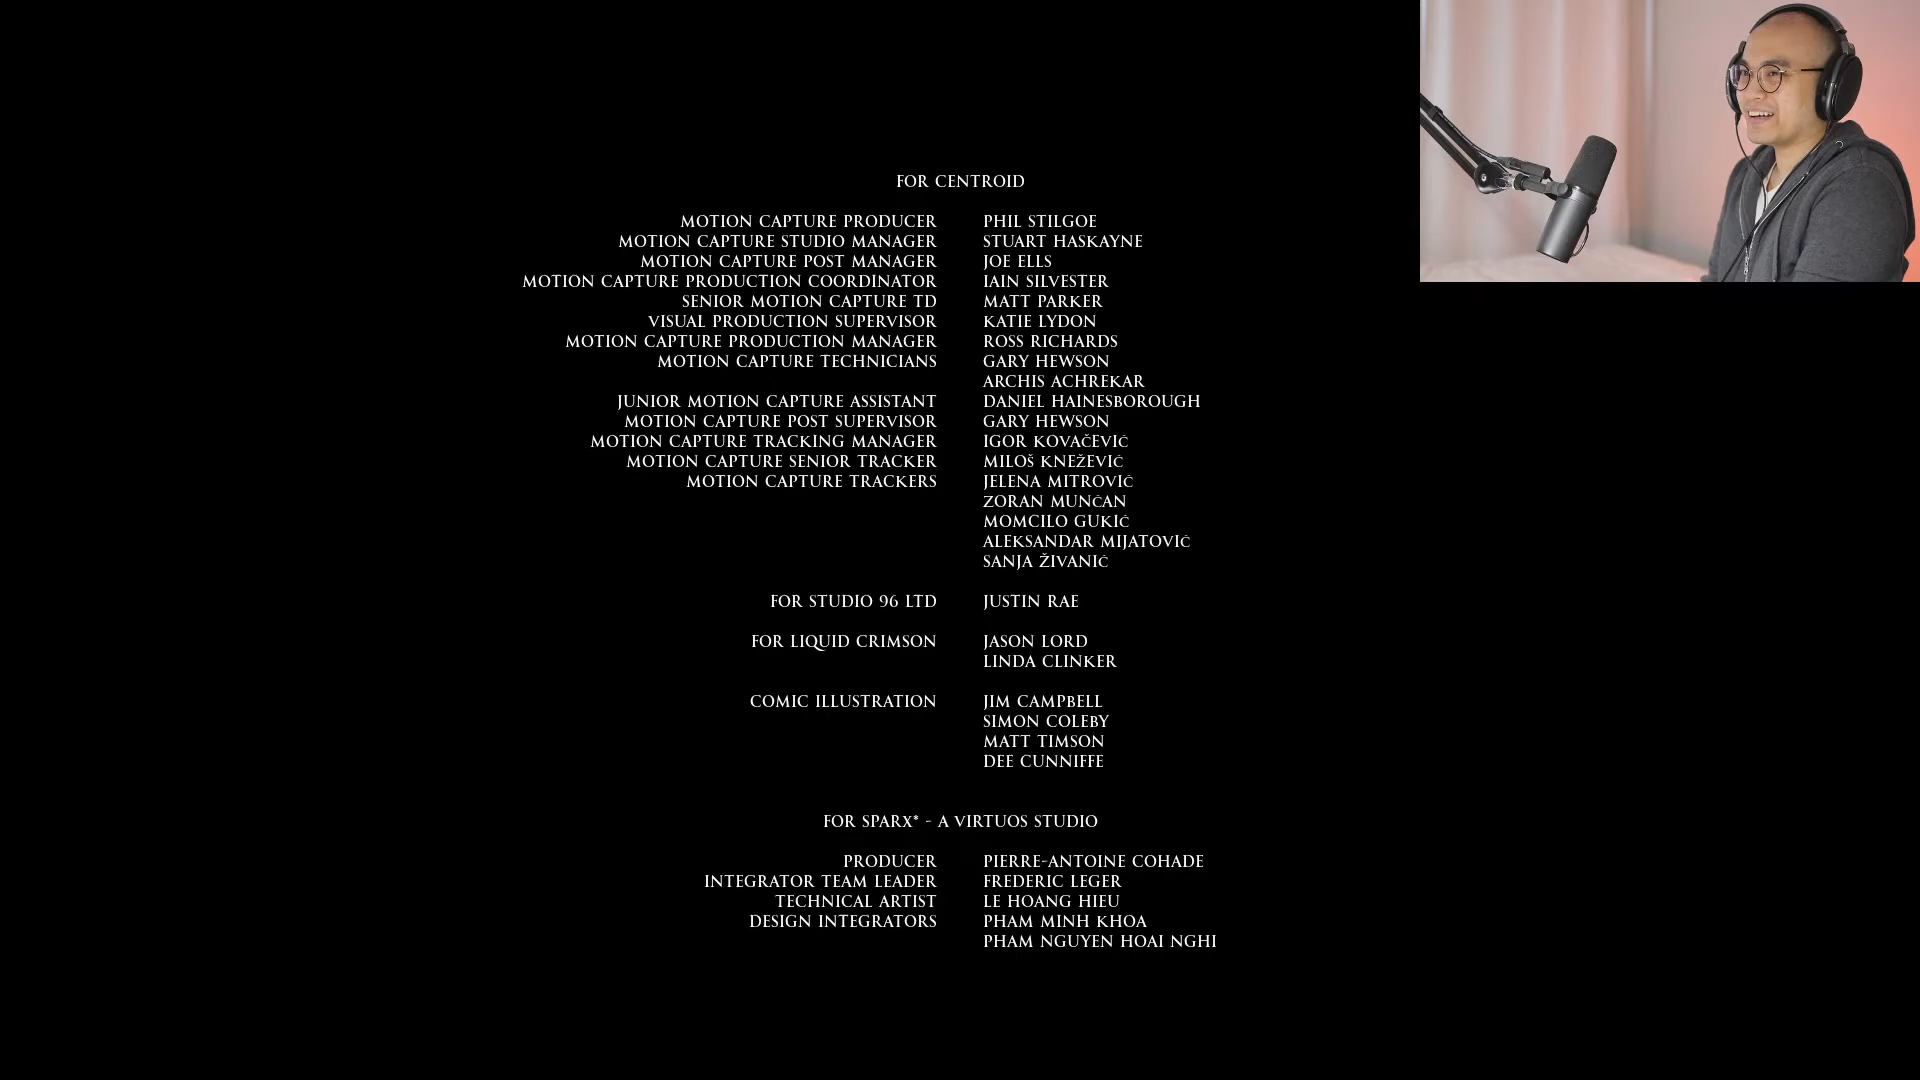 FOR CENTROID
MOTION CAPTURE PRODUCER PHIL STILGOE
MOTION CAPTURE STUDIO MANAGER STUART HASKAYNE
MOTION CAPTURE POST MANAGER JOE ELLS
MOTION CAPTURE PRODUCTION COORDINATOR IAIN SILVESTER
SENIOR MOTION CAPTURE TD MATT PARKER
VISUAL PRODUCTION SUPERVISOR KATIE LYDON
MOTION CAPTURE PRODUCTION MANAGER ROSS RICHARDS
MOTION CAPTURE TECHNICIANS GARY HEWSON
ARCHIS ACHREKAR
JUNIOR MOTION CAPTURE ASSISTANT DANIEL HAINESBOROUGH
MOTION CAPTURE POST SUPERVISOR GARY HEWSON
MOTION CAPTURE TRACKING MANAGER IGOR KOVAČEVIĆ
MOTION CAPTURE SENIOR TRACKER MILOŠ KNEŽEVIĆ
MOTION CAPTURE TRACKERS JELENA MITROVIĆ
ZORAN MUNĆAN
MOMCILO GUKIĆ
ALEKSANDAR MIJATOVIĆ
SANJA ŽIVANIĆ
FOR STUDIO 96 LTD JUSTIN RAE
FOR LIQUID CRIMSON JASON LORD
LINDA CLINKER
COMIC ILLUSTRATION JIM CAMPBELL
SIMON COLEBY
MATT TIMSON
DEE CUNNIFFE
FOR SPARX* - A VIRTUOS STUDIO
PRODUCER PIERRE-ANTOINE COHADE
INTEGRATOR TEAM LEADER FREDERIC LEGER
TECHNICAL ARTIST LE HOANG HIEU
DESIGN INTEGRATORS PHAM MINH KHOA
PHAM NGUYEN HOAI NGHI